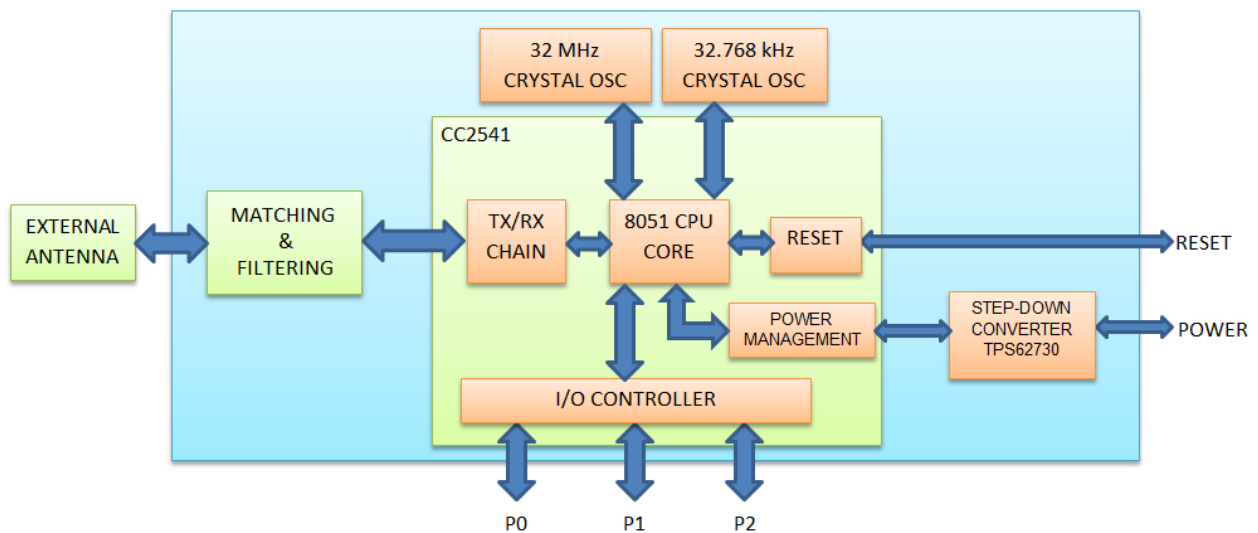 32 MHz
CRYSTAL OSC
32.768 kHz
CRYSTAL OSC
CC2541
EXTERNAL
ANTENNA
MATCHING
&
FILTERING
TX/RX
CHAIN
8051 CPU
CORE
RESET
RESET
POWER
MANAGEMENT
STEP-DOWN
CONVERTER
TPS62730
POWER
I/O CONTROLLER
P0
P1
P2